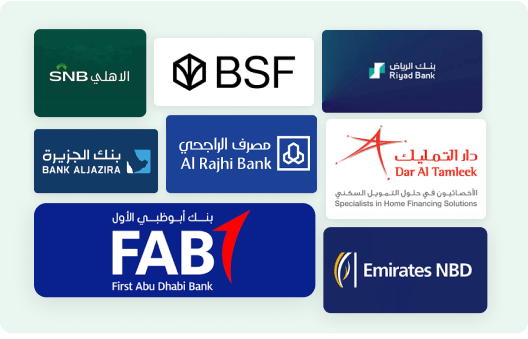 SNB الاهلي
BSF
بنك الرياض
Riyad Bank
بنك الجزيرة
BANK ALJAZIRA
مصرف الراجحي
Al Rajhi Bank
دار التمليك
Dar Al Tamleek
الأخصائيون في حلول التمويل السكني
Specialists in Home Financing Solutions
بنك أبوظبي الأول
FAB
First Abu Dhabi Bank
Emirates NBD